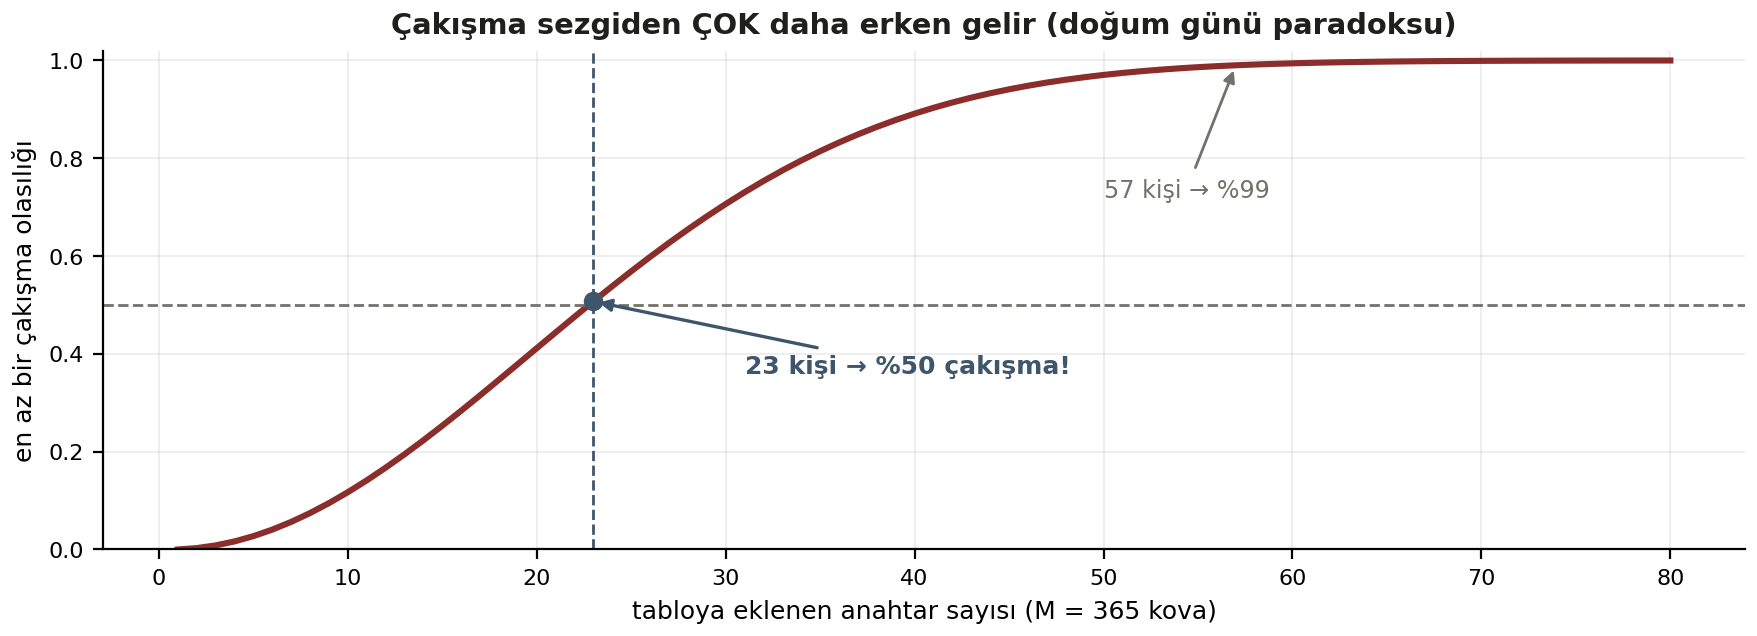 Çakışma sezgiden ÇOK daha erken gelir (doğum günü paradoksu)
en az bir çakışma olasılığı
1.0
0.8
0.6
0.4
0.2
0.0
57 kişi → %99
23 kişi → %50 çakışma!
0 10 20 30 40 50 60 70 80
tabloya eklenen anahtar sayısı (M = 365 kova)